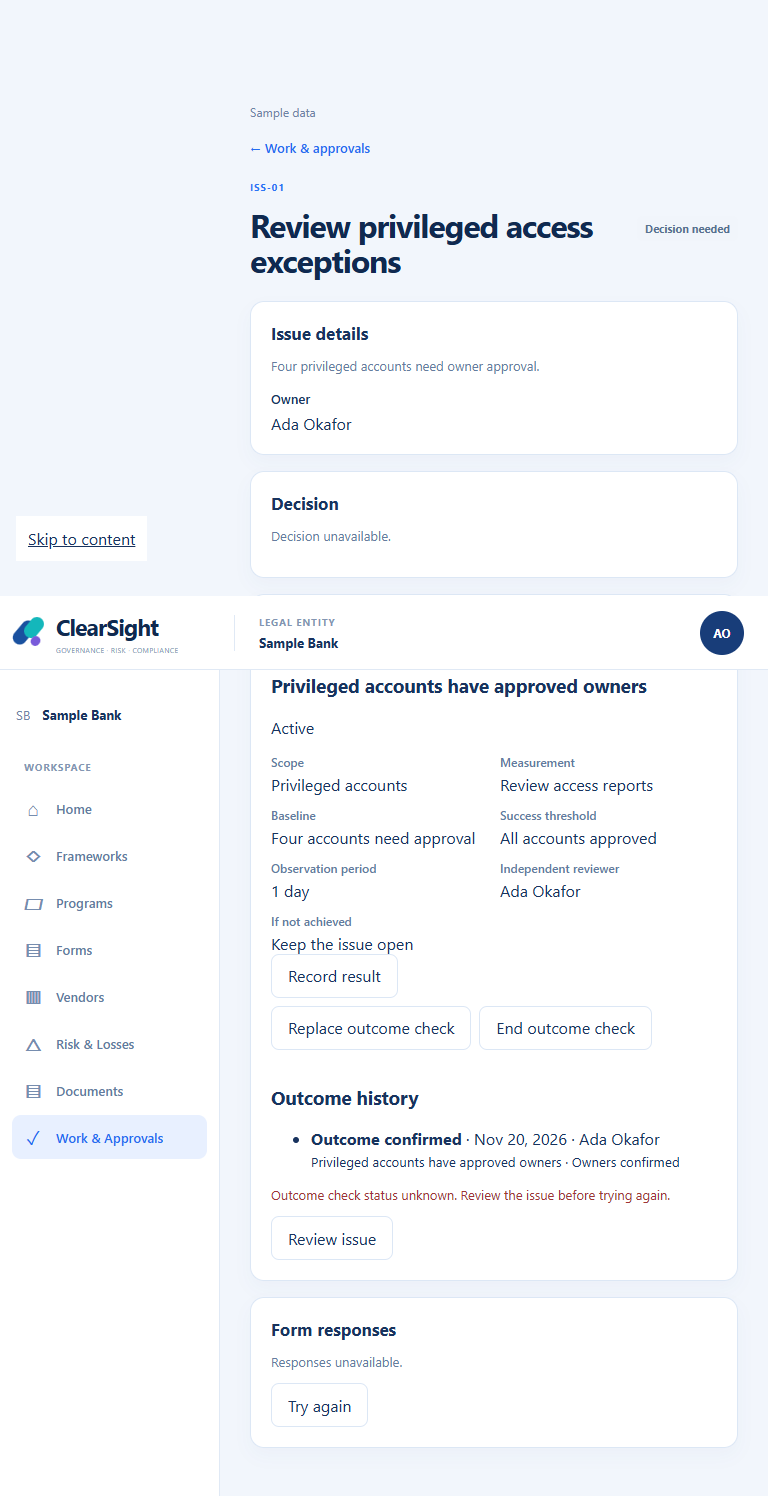 Sample data
← Work & approvals
ISS-01
Review privileged access
exceptions
Decision needed
Issue details
Four privileged accounts need owner approval.
Owner
Ada Okafor
Decision
Decision unavailable.
Skip to content
ClearSight
GOVERNANCE · RISK · COMPLIANCE
LEGAL ENTITY
Sample Bank
AO
SB Sample Bank
WORKSPACE
Home
Frameworks
Programs
Forms
Vendors
Risk & Losses
Documents
Work & Approvals
Privileged accounts have approved owners
Active
Scope
Privileged accounts
Measurement
Review access reports
Baseline
Four accounts need approval
Success threshold
All accounts approved
Observation period
1 day
Independent reviewer
Ada Okafor
If not achieved
Keep the issue open
Record result
Replace outcome check
End outcome check
Outcome history
• Outcome confirmed · Nov 20, 2026 · Ada Okafor
Privileged accounts have approved owners · Owners confirmed
Outcome check status unknown. Review the issue before trying again.
Review issue
Form responses
Responses unavailable.
Try again